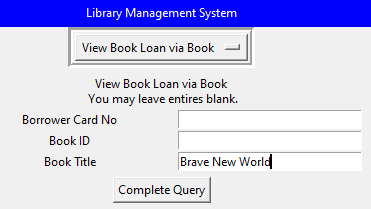 Library Management System
View Book Loan via Book
View Book Loan via Book
You may leave entires blank.
Borrower Card No
Book ID
Book Title Brave New World
Complete Query